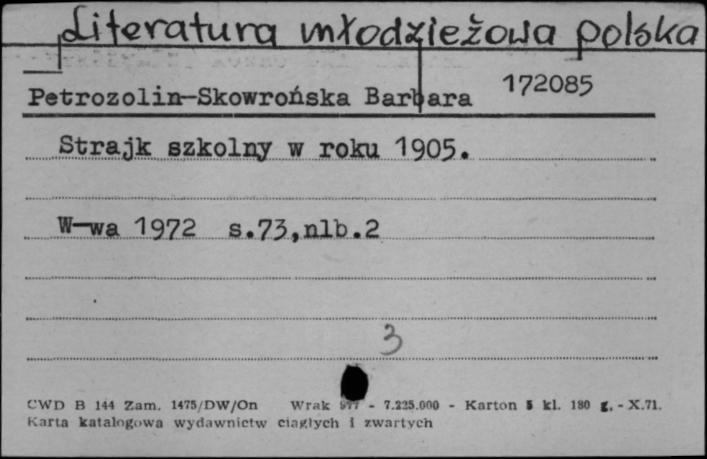 Literatura młodzieżowa polska
Petrozolin-Skowrońska Barbara 172085
Strajk szkolny w roku 1905.
W-wa 1972 s.73,nlb.2
3
CWD B 144 Zam. 1475/DW/On Wrak - 7.225.000 - Karton 5 kl. 180 g. - X.71.
Karta katalogowa wydawnictw ciągłych i zwartych